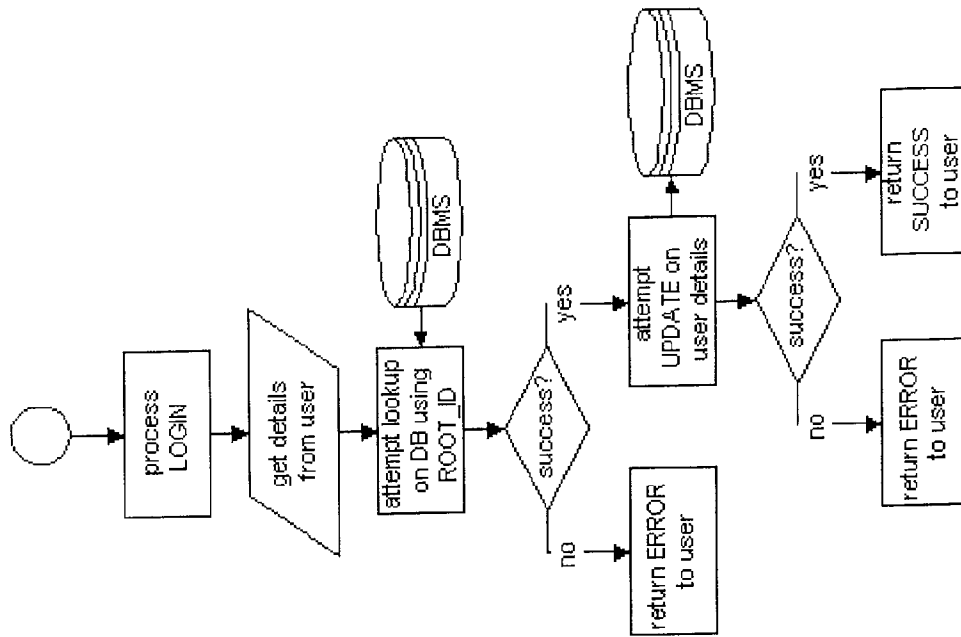 process
LOGIN
get details
from user
attempt lookup
on DB using
ROOT_ID
DBMS
success?
no
yes
return ERROR
to user
attempt
UPDATE on
user details
DBMS
success?
no
yes
return ERROR
to user
return
SUCCESS
to user